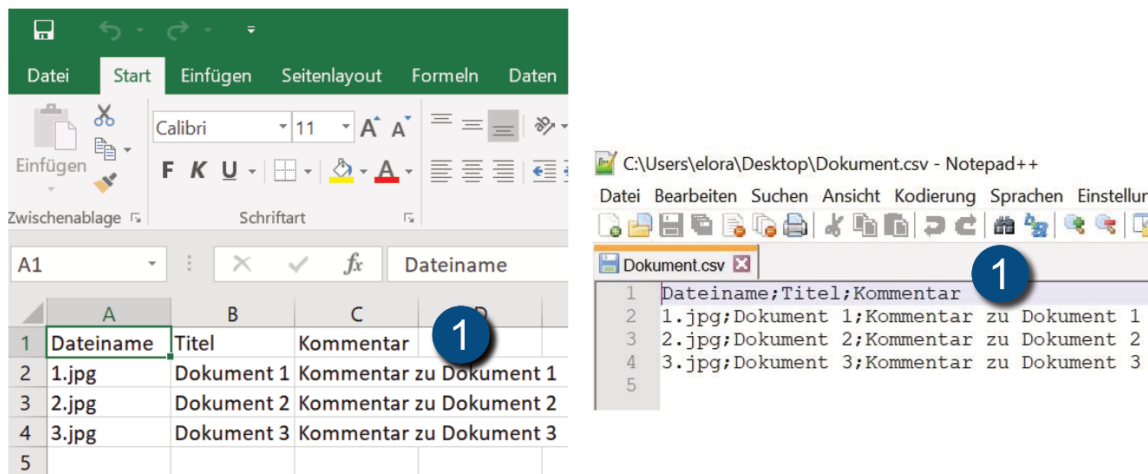 Datei Start Einfügen Seitenlayout Formeln Daten
Calibri 11 A A
Einfügen
F K U A
Zwischenablage Schriftart
A1 fx Dateiname
A B C
1 Dateiname Titel Kommentar 1
2 1.jpg Dokument 1 Kommentar zu Dokument 1
3 2.jpg Dokument 2 Kommentar zu Dokument 2
4 3.jpg Dokument 3 Kommentar zu Dokument 3
5
C:\Users\elora\Desktop\Dokument.csv - Notepad++
Datei Bearbeiten Suchen Ansicht Kodierung Sprachen Einstellun
Dokument.csv 1
1 Dateiname;Titel;Kommentar
2 1.jpg;Dokument 1;Kommentar zu Dokument 1
3 2.jpg;Dokument 2;Kommentar zu Dokument 2
4 3.jpg;Dokument 3;Kommentar zu Dokument 3
5